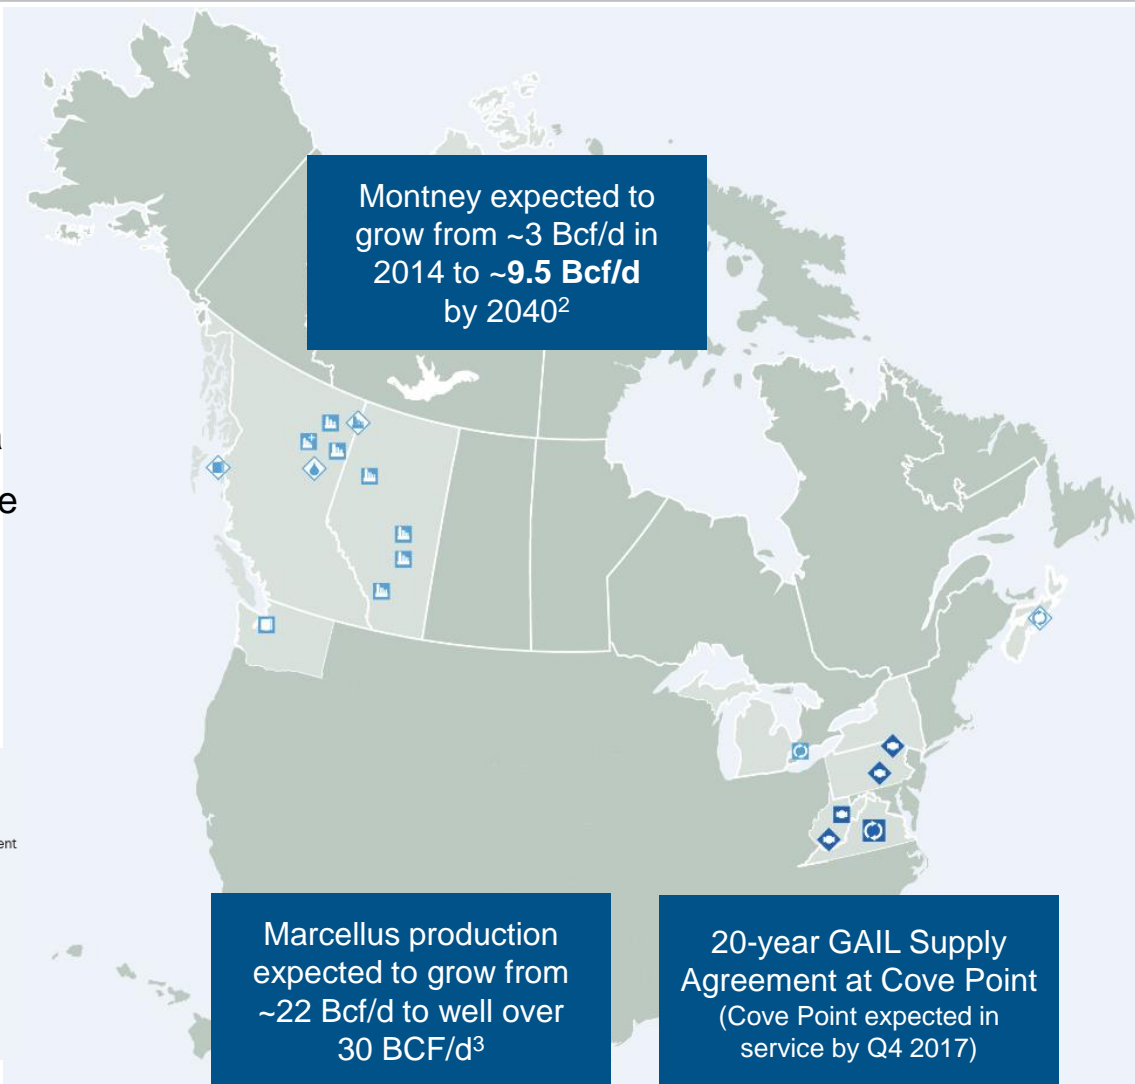 Montney expected to
grow from ~3 Bcf/d in
2014 to ~9.5 Bcf/d
by 2040²
Marcellus production
expected to grow from
~22 Bcf/d to well over
30 BCF/d³
20-year GAIL Supply
Agreement at Cove Point
(Cove Point expected in
service by Q4 2017)